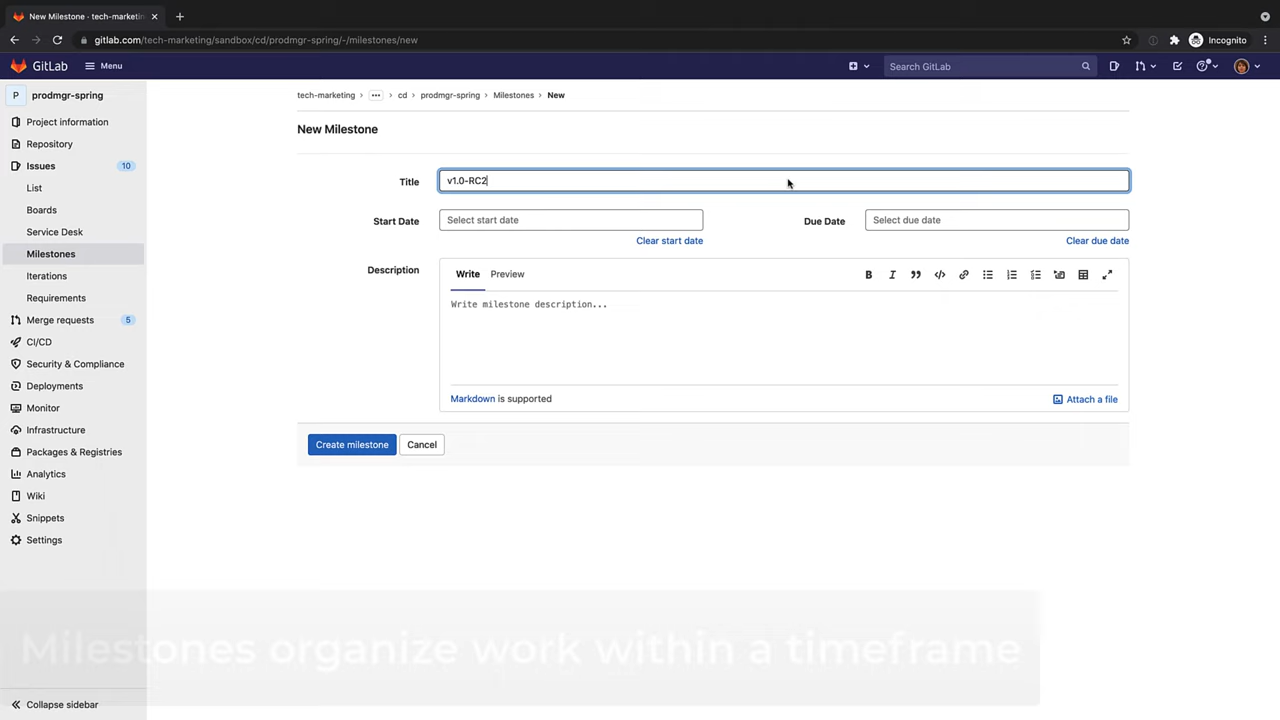 New Milestone · tech-marketin
gitlab.com/tech-marketing/sandbox/cd/prodmgr-spring/-/milestones/new
Incognito
GitLab
Menu
Search GitLab
P
prodmgr-spring
Project information
Repository
Issues 10
List
Boards
Service Desk
Milestones
Iterations
Requirements
Merge requests 5
CI/CD
Security & Compliance
Deployments
Monitor
Infrastructure
Packages & Registries
Analytics
Wiki
Snippets
Settings
Collapse sidebar
tech-marketing › ... › cd › prodmgr-spring › Milestones › New
New Milestone
Title
v1.0-RC2
Start Date
Select start date
Due Date
Select due date
Clear start date
Clear due date
Description
Write Preview
Write milestone description...
Markdown is supported
Attach a file
Create milestone
Cancel
Milestones organize work within a timeframe